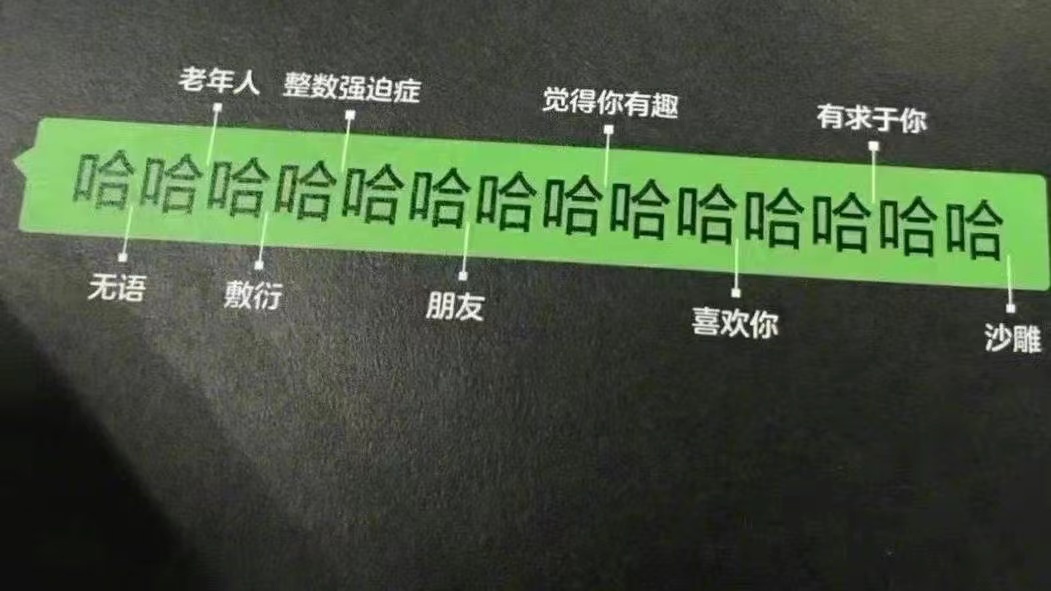 老年人 整数强迫症 觉得你有趣 有求于你
哈哈哈哈哈哈哈哈哈哈哈哈哈哈
无语 敷衍 朋友 喜欢你 沙雕